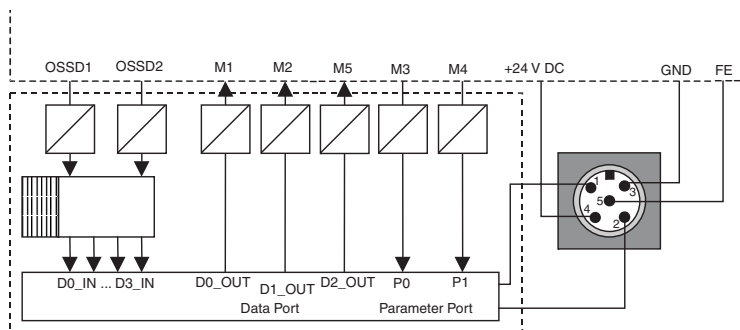 OSSD1 OSSD2 M1 M2 M5 M3 M4 +24 V DC GND FE
1
3
5
4
2
D0_IN ... D3_IN D0_OUT D1_OUT D2_OUT P0 P1
Data Port Parameter Port